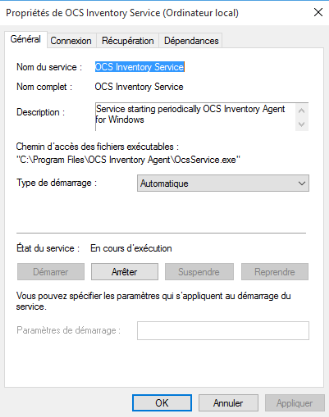 Propriétés de OCS Inventory Service (Ordinateur local)
Général Connexion Récupération Dépendances
Nom du service : OCS Inventory Service
Nom complet : OCS Inventory Service
Description : Service starting periodically OCS Inventory Agent
for Windows
Chemin d'accès des fichiers exécutables :
"C:\Program Files\OCS Inventory Agent\OcsService.exe"
Type de démarrage : Automatique
État du service : En cours d'exécution
Démarrer Arrêter Suspendre Reprendre
Vous pouvez spécifier les paramètres qui s'appliquent au démarrage du
service.
Paramètres de démarrage :
OK Annuler Appliquer